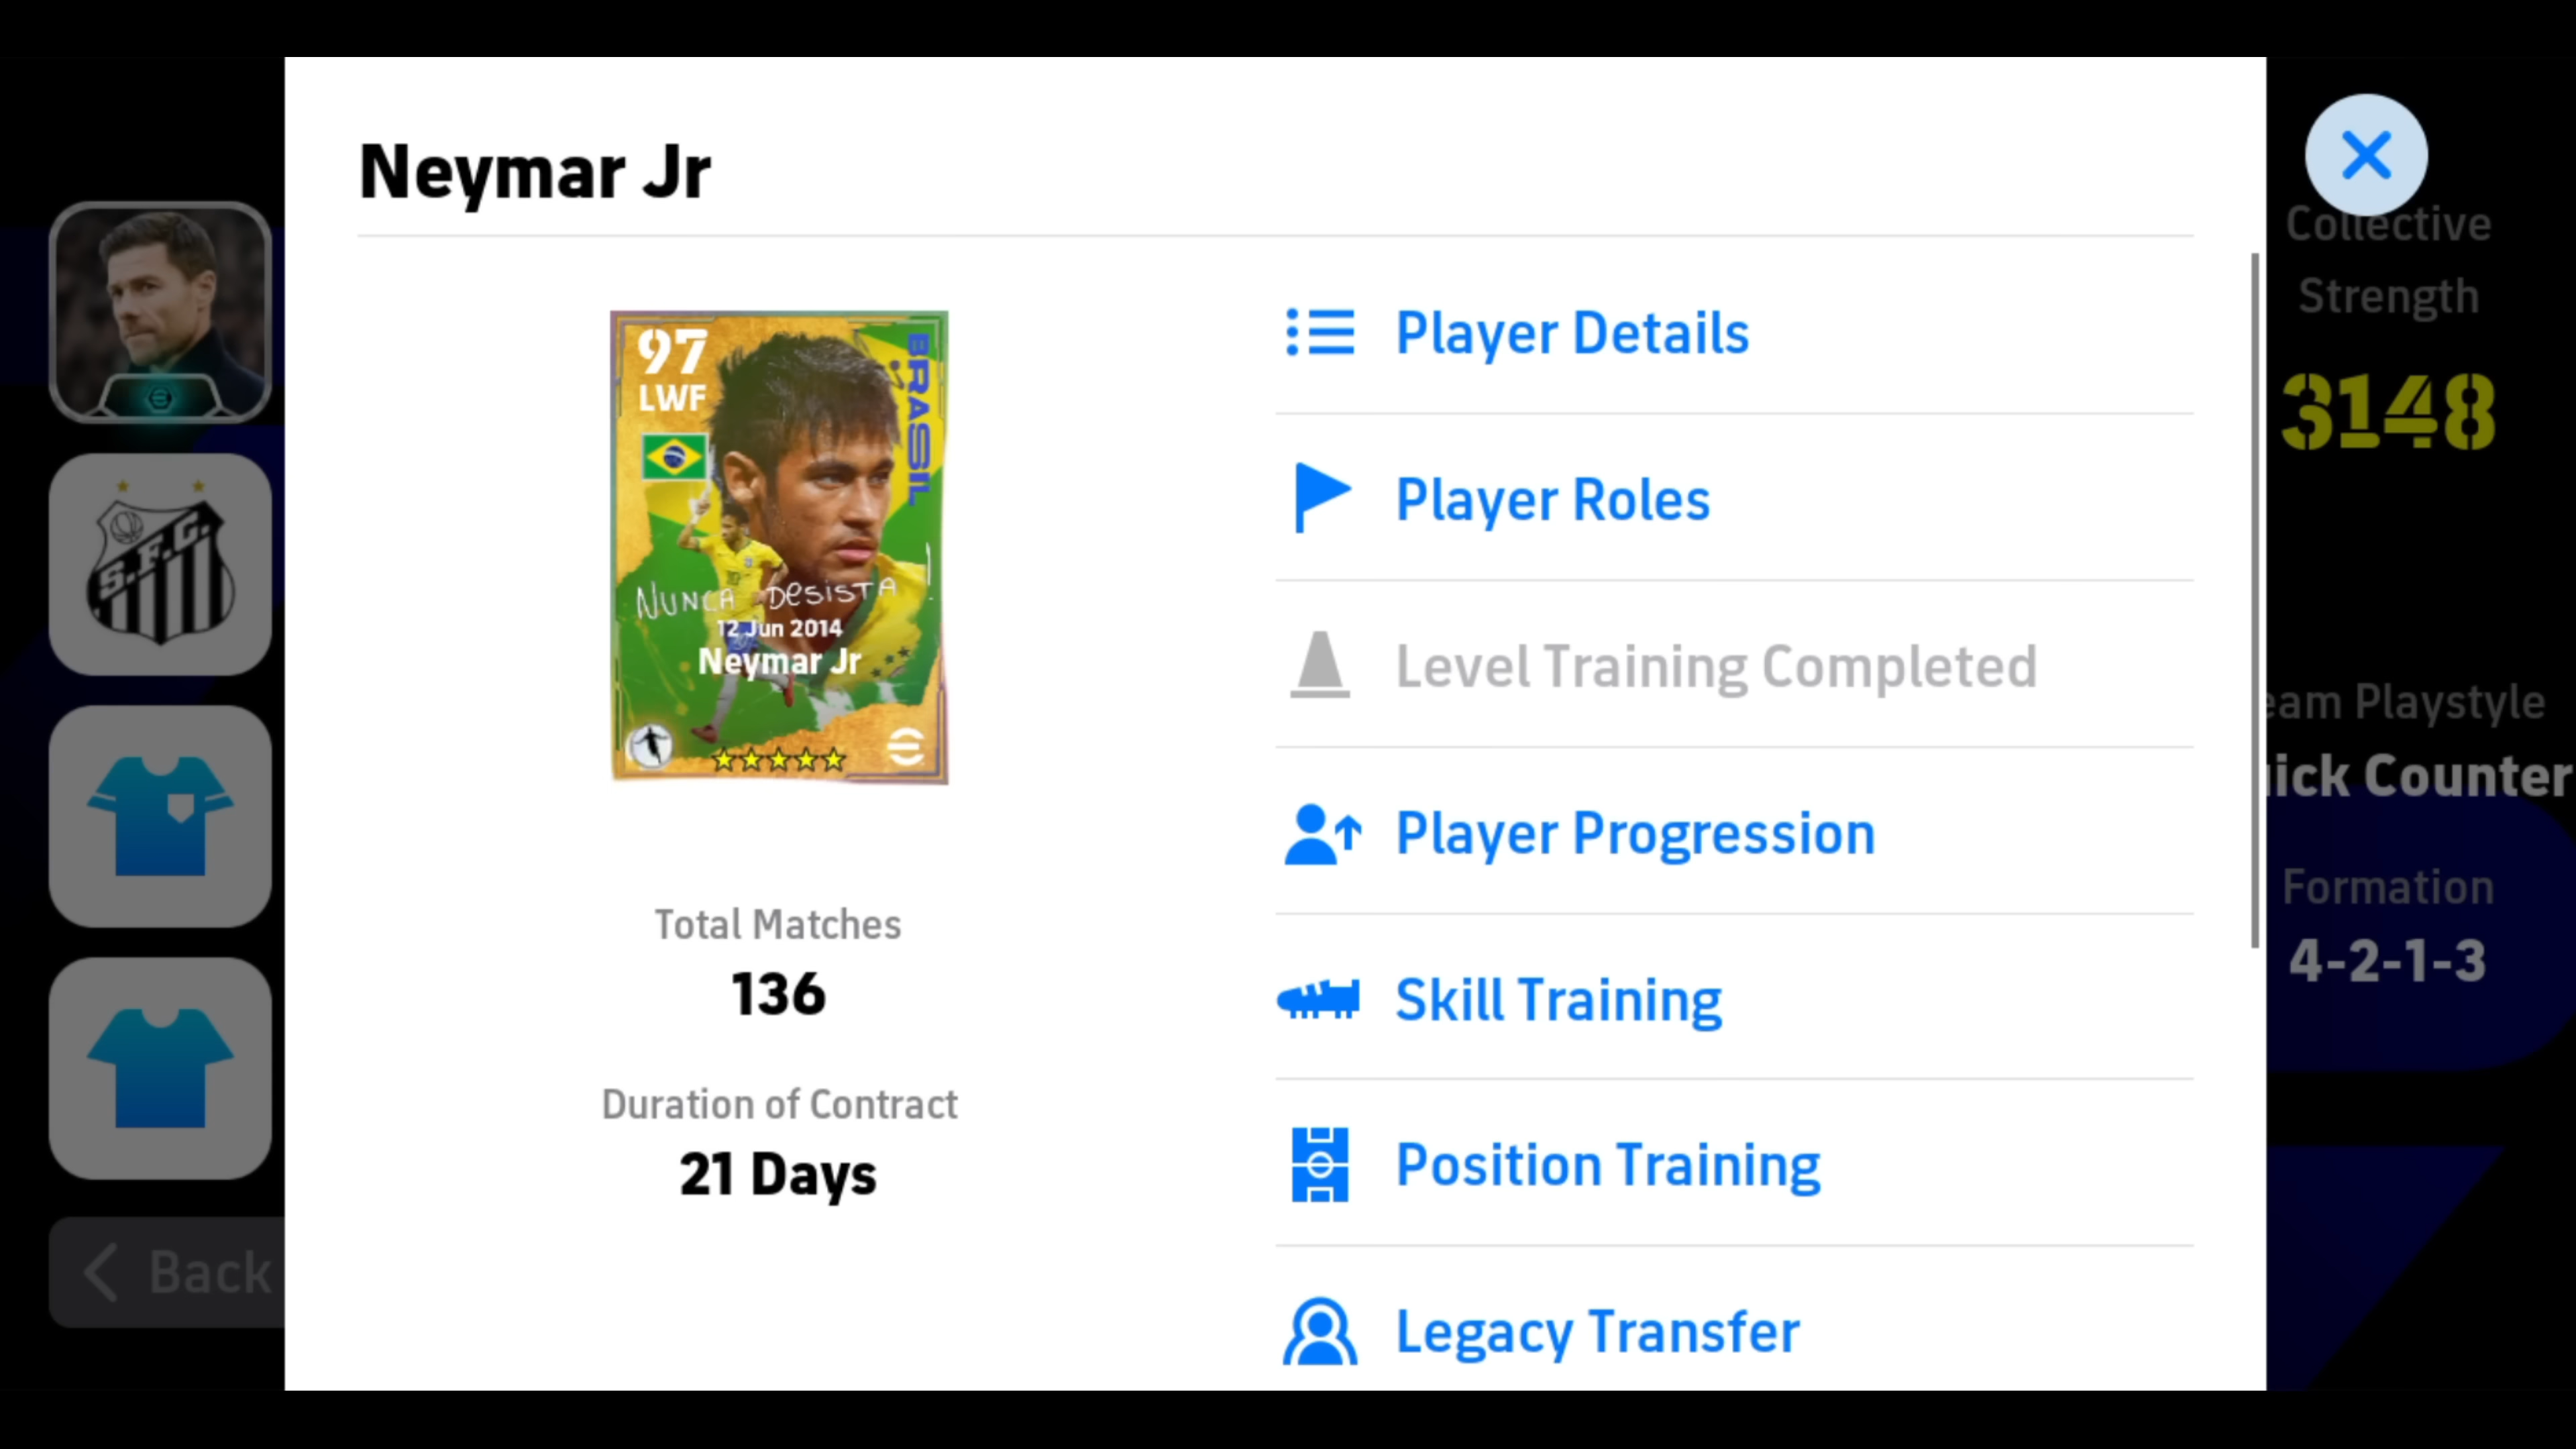 Neymar Jr
97
LWF
BRASIL
NUNCA DESISTA!
12 Jun 2014
Neymar Jr
Total Matches
136
Duration of Contract
21 Days
Player Details
Player Roles
Level Training Completed
Player Progression
Skill Training
Position Training
Legacy Transfer
S.F.C.
Back
Collective
Strength
3148
eam Playstyle
ick Counter
Formation
4-2-1-3